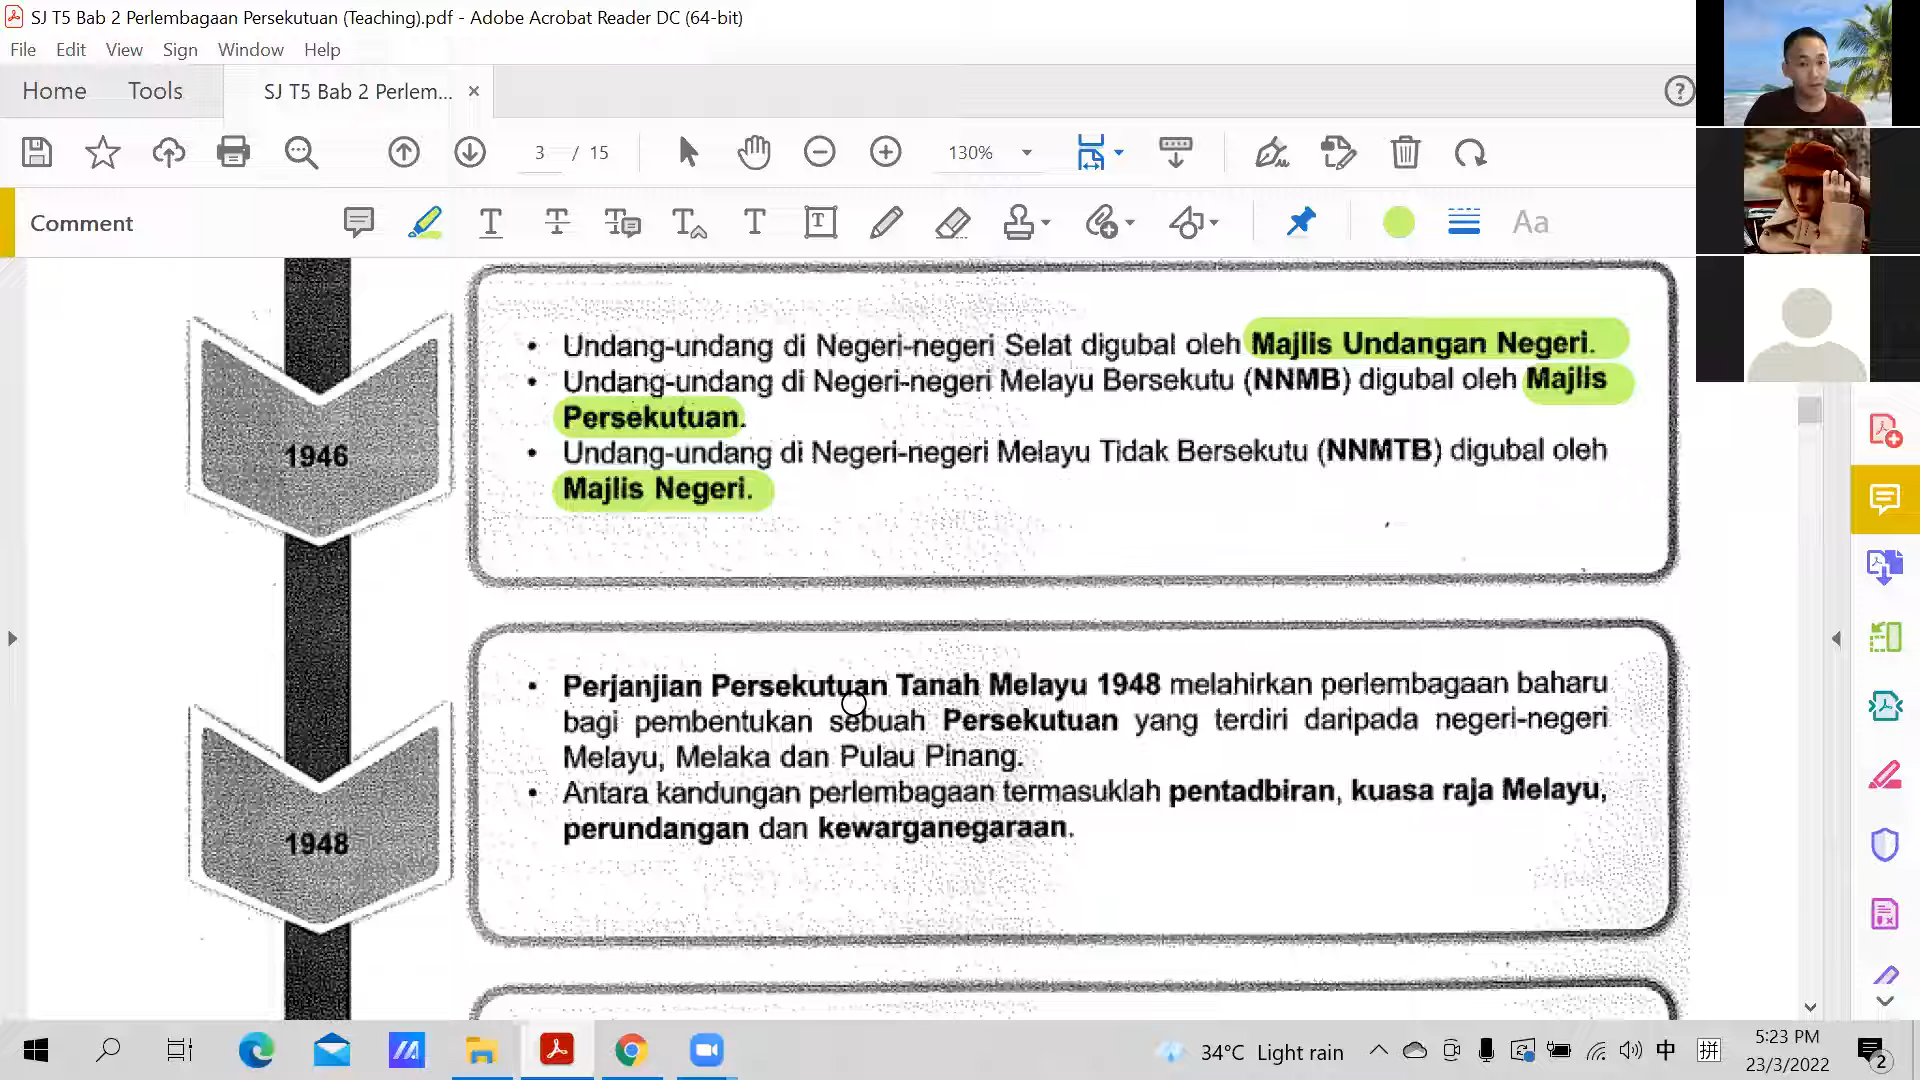 SJ T5 Bab 2 Perlembagaan Persekutuan (Teaching).pdf - Adobe Acrobat Reader DC (64-bit)
File Edit View Sign Window Help
Home Tools SJ T5 Bab 2 Perlem... ×
3 / 15 130%
Comment
Aa
• Undang-undang di Negeri-negeri Selat digubal oleh Majlis Undangan Negeri.
• Undang-undang di Negeri-negeri Melayu Bersekutu (NNMB) digubal oleh Majlis
Persekutuan.
• Undang-undang di Negeri-negeri Melayu Tidak Bersekutu (NNMTB) digubal oleh
Majlis Negeri.
1946
• Perjanjian Persekutuan Tanah Melayu 1948 melahirkan perlembagaan baharu
bagi pembentukan sebuah Persekutuan yang terdiri daripada negeri-negeri
Melayu, Melaka dan Pulau Pinang.
• Antara kandungan perlembagaan termasuklah pentadbiran, kuasa raja Melayu,
perundangan dan kewarganegaraan.
1948
34°C Light rain
中 拼
5:23 PM
23/3/2022
2